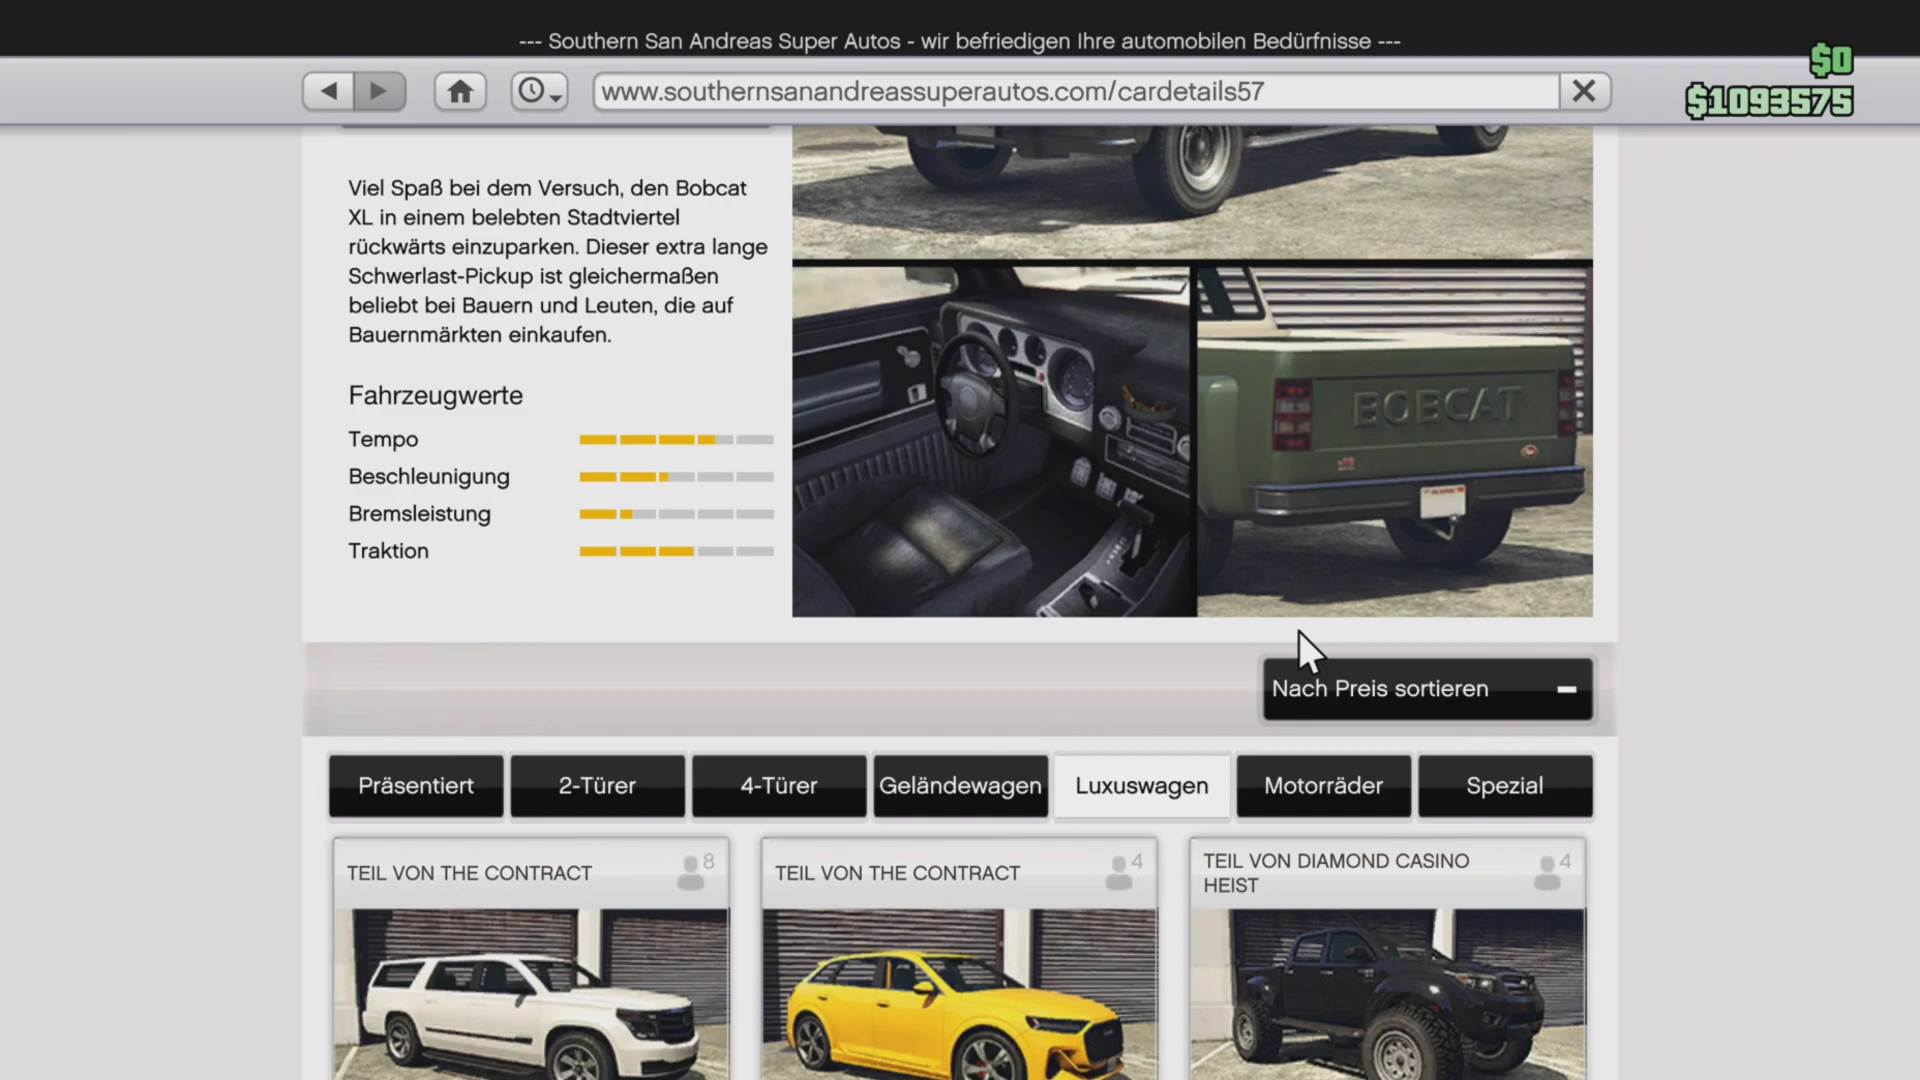 --- Southern San Andreas Super Autos - wir befriedigen Ihre automobilen Bedürfnisse ---
$0
www.southernsanandreassuperautos.com/cardetails57
$1093575
Viel Spaß bei dem Versuch, den Bobcat
XL in einem belebten Stadtviertel
rückwärts einzuparken. Dieser extra lange
Schwerlast-Pickup ist gleichermaßen
beliebt bei Bauern und Leuten, die auf
Bauernmärkten einkaufen.
Fahrzeugwerte
Tempo
Beschleunigung
Bremsleistung
Traktion
BOBCAT
Nach Preis sortieren
Präsentiert
2-Türer
4-Türer
Geländewagen
Luxuswagen
Motorräder
Spezial
TEIL VON THE CONTRACT
8
TEIL VON THE CONTRACT
4
TEIL VON DIAMOND CASINO
HEIST
4